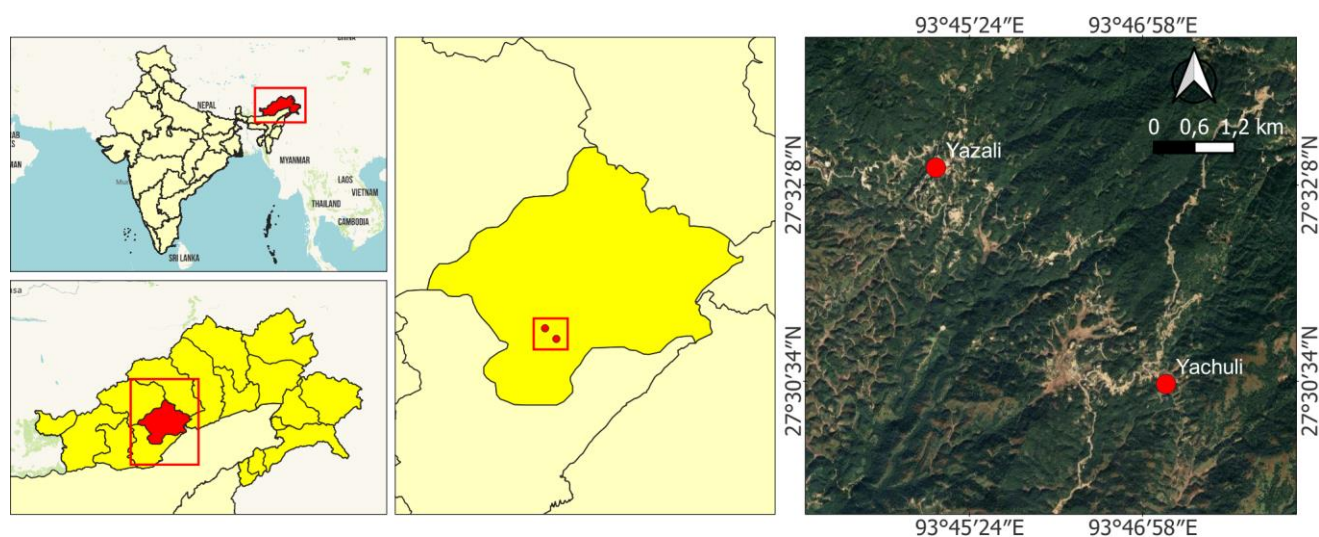 NEPAL
MYANMAR
LAOS
VIETNAM
THAILAND
CAMBODIA
SRI LANKA
93°45′24″E 93°46′58″E
0 0,6 1,2 km
Yazali
27°32′8″N 27°32′8″N
27°30′34″N 27°30′34″N
Yachuli
93°45′24″E 93°46′58″E